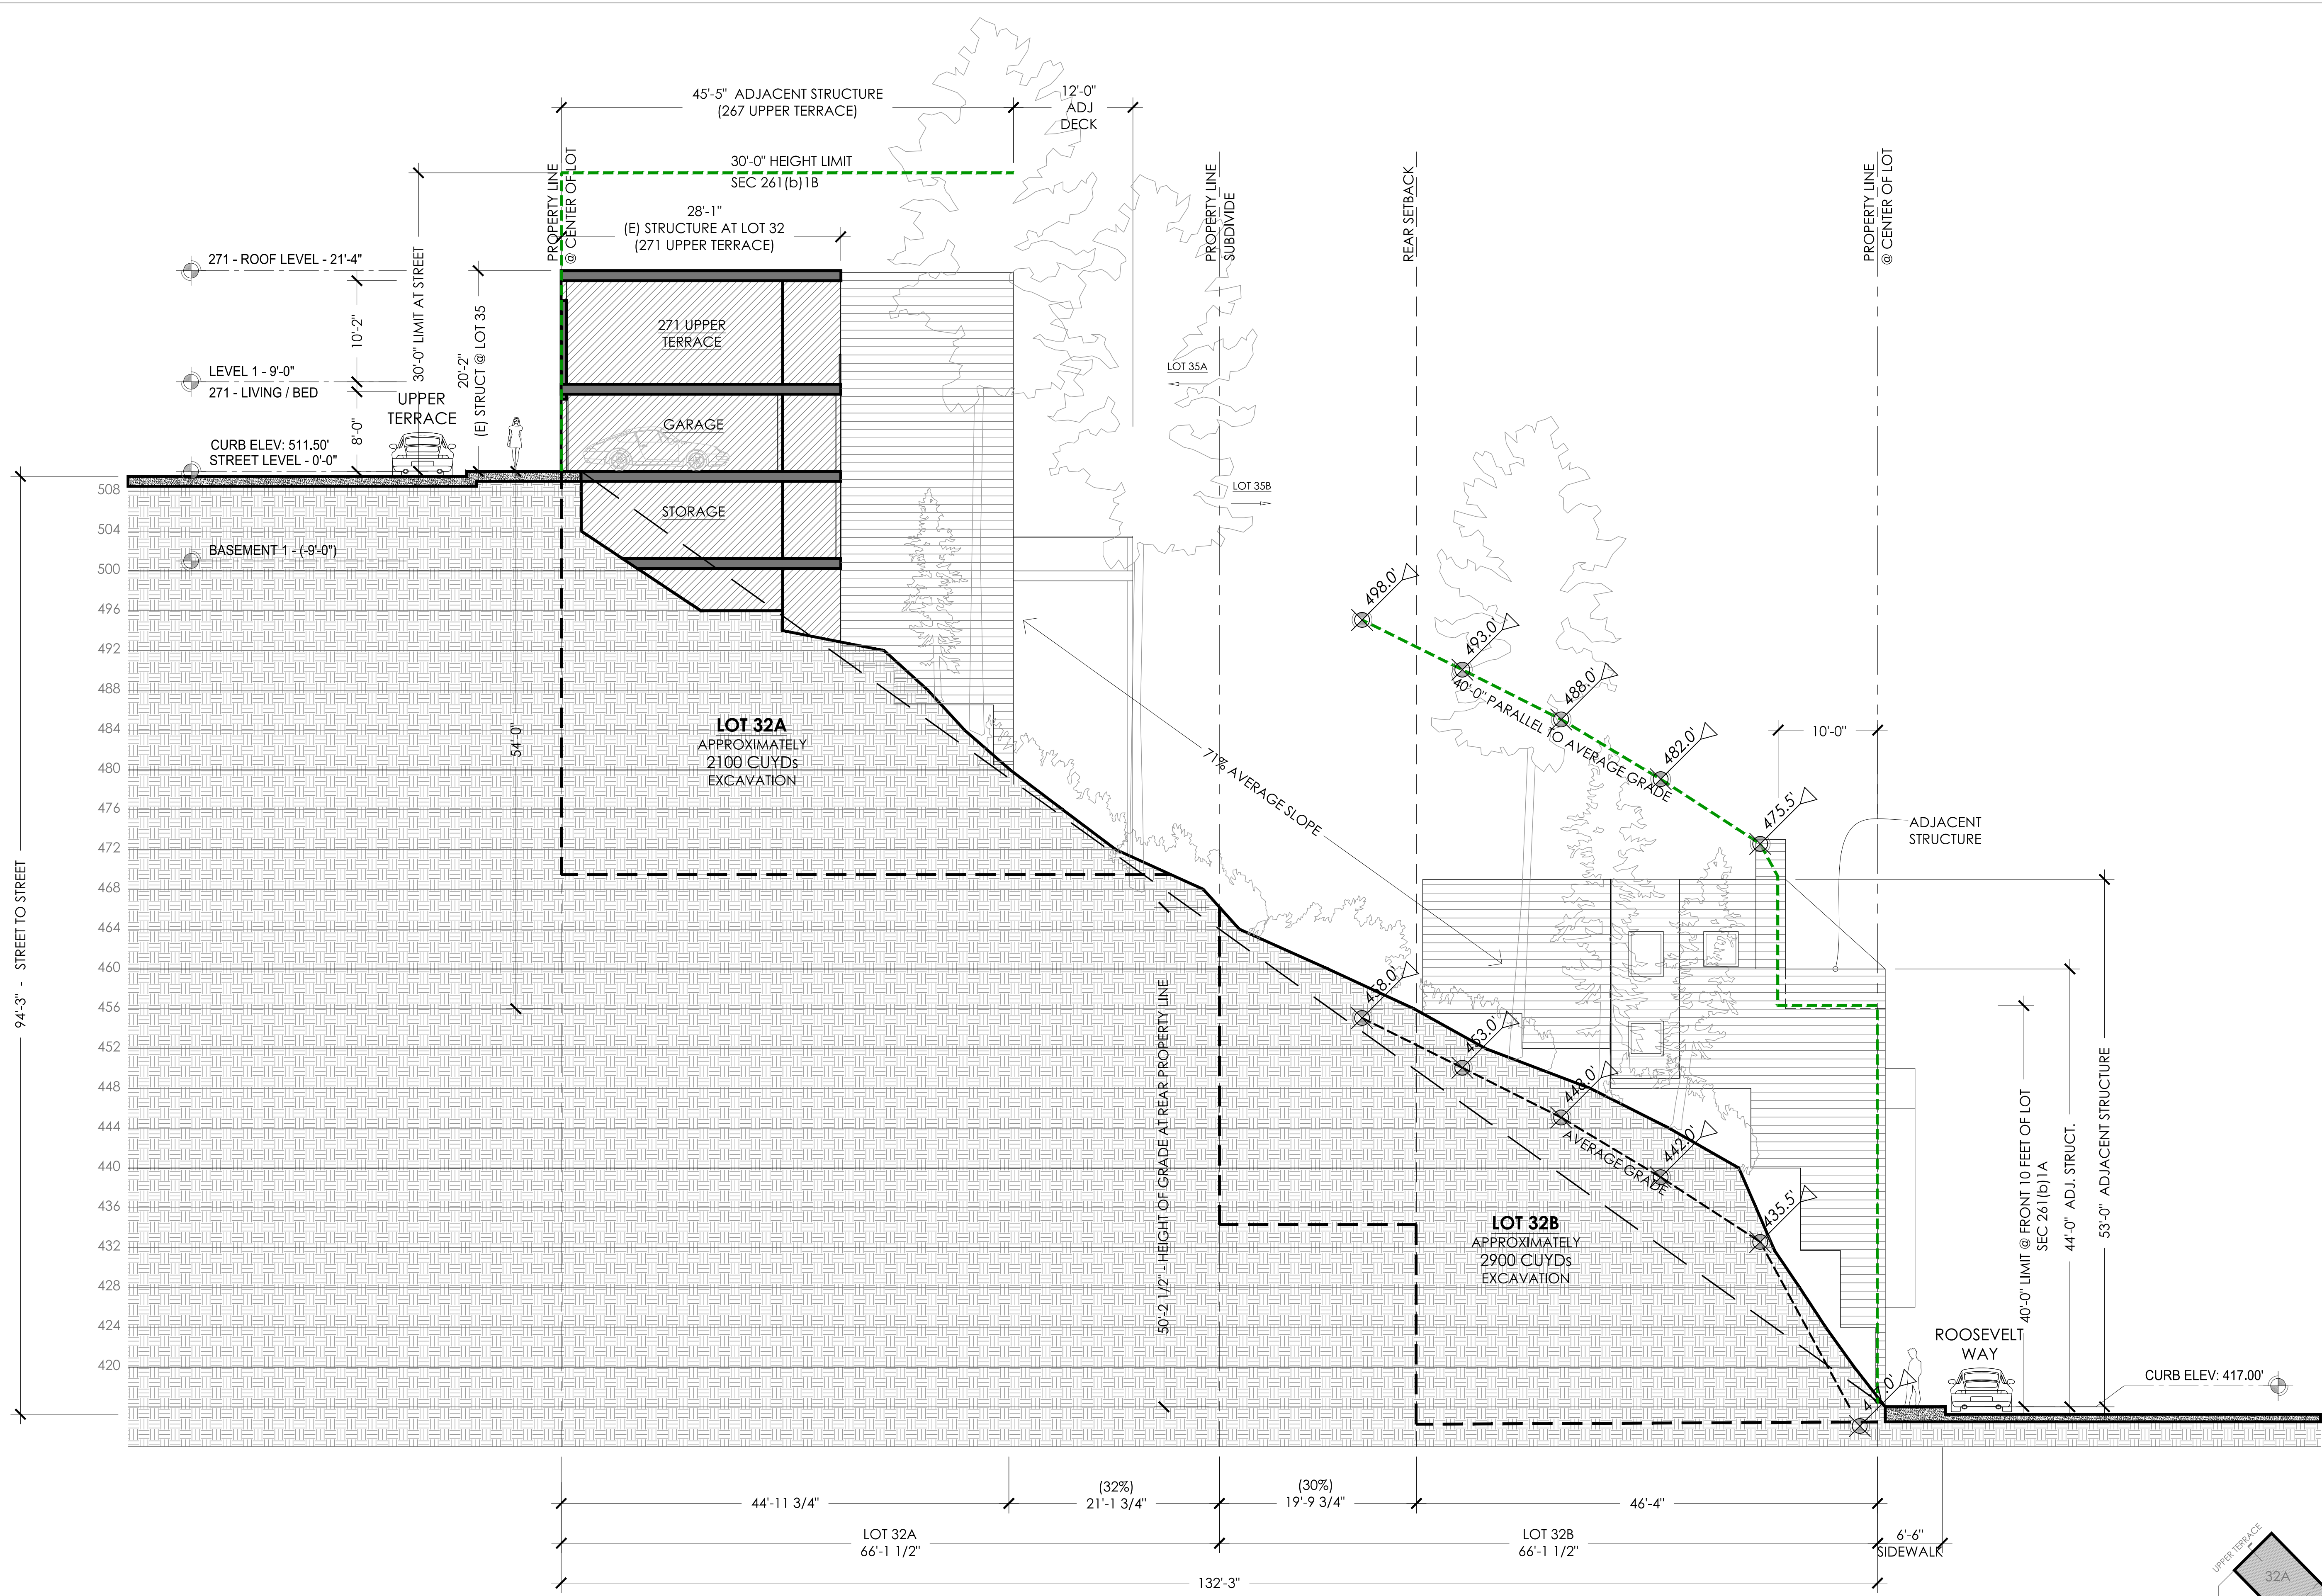 45'-5" ADJACENT STRUCTURE
(267 UPPER TERRACE)
12'-0"
ADJ
DECK
30'-0" HEIGHT LIMIT
SEC 261(b)1B
PROPERTY LINE
@ CENTER OF LOT
28'-1"
(E) STRUCTURE AT LOT 32
(271 UPPER TERRACE)
PROPERTY LINE
SUBDIVIDE
REAR SETBACK
PROPERTY LINE
@ CENTER OF LOT
271 - ROOF LEVEL - 21'-4"
10'-2"
30'-0" LIMIT AT STREET
20'-2"
(E) STRUCT @ LOT 35
LEVEL 1 - 9'-0"
271 - LIVING / BED
8'-0"
UPPER
TERRACE
CURB ELEV: 511.50'
STREET LEVEL - 0'-0"
BASEMENT 1 - (-9'-0")
271 UPPER
TERRACE
GARAGE
STORAGE
LOT 35A
LOT 35B
508
504
500
496
492
488
484
480
476
472
468
464
460
456
452
448
444
440
436
432
428
424
420
94'-3" - STREET TO STREET
54'-0"
LOT 32A
APPROXIMATELY
2100 CUYDs
EXCAVATION
71% AVERAGE SLOPE
498.0'
493.0'
488.0'
482.0'
475.5'
40'-0" PARALLEL TO AVERAGE GRADE
10'-0"
ADJACENT
STRUCTURE
458.0'
453.0'
448.0'
442.0'
435.5'
AVERAGE GRADE
50'-2 1/2" - HEIGHT OF GRADE AT REAR PROPERTY LINE
LOT 32B
APPROXIMATELY
2900 CUYDs
EXCAVATION
40'-0" LIMIT @ FRONT 10 FEET OF LOT
SEC 261(b)1A
44'-0" ADJ. STRUCT.
53'-0" ADJACENT STRUCTURE
ROOSEVELT
WAY
CURB ELEV: 417.00'
44'-11 3/4"
(32%)
21'-1 3/4"
(30%)
19'-9 3/4"
46'-4"
LOT 32A
66'-1 1/2"
LOT 32B
66'-1 1/2"
6'-6"
SIDEWALK
132'-3"
UPPER TERRACE
32A